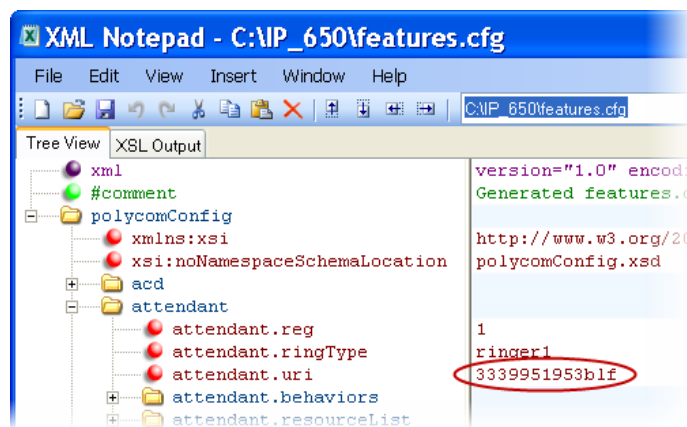 XML Notepad - C:\IP_650\features.cfg
File Edit View Insert Window Help
C:\IP_650\features.cfg
Tree View XSL Output
xml version="1.0"
#comment Generated
polycomConfig
xmlns:xsi http://www.w3.org/20
xsi:noNamespaceSchemaLocation polycomConfig.xsd
acd
attendant
attendant.reg 1
attendant.ringType ringer1
attendant.uri 3339951953blf
attendant.behaviors
attendant.resourceList